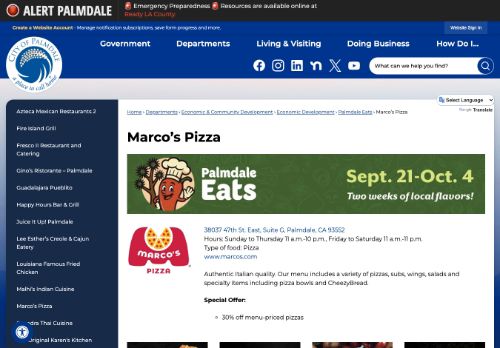 ALERT PALMDALE
🚨 Emergency Preparedness 🚨 Resources are available online at
Ready LA County.
Create a Website Account - Manage notification subscriptions, save form progress and more.
Website Sign In
CITY OF PALMDALE
a place to call home
Government
Departments
Living & Visiting
Doing Business
How Do I...
What can we help you find?
Select Language
Google Translate
Azteca Mexican Restaurants 2
Fire Island Grill
Fresco II Restaurant and
Catering
Gino's Ristorante – Palmdale
Guadalajara Pueblito
Happy Hours Bar & Grill
Juice It Up! Palmdale
Lee Esther's Creole & Cajun
Eatery
Louisiana Famous Fried
Chicken
Malhi's Indian Cuisine
Marco's Pizza
Thai Cuisine
Original Karen's Kitchen
Home › Departments › Economic & Community Development › Economic Development › Palmdale Eats › Marco's Pizza
Marco's Pizza
Palmdale
Eats
Sept. 21-Oct. 4
Two weeks of local flavors!
MARCO'S
PIZZA
38037 47th St. East, Suite G, Palmdale, CA 93552
Hours: Sunday to Thursday 11 a.m.-10 p.m., Friday to Saturday 11 a.m.-11 p.m.
Type of food: Pizza
www.marcos.com
Authentic Italian quality. Our menu includes a variety of pizzas, subs, wings, salads and
specialty items including pizza bowls and CheezyBread.
Special Offer:
30% off menu-priced pizzas